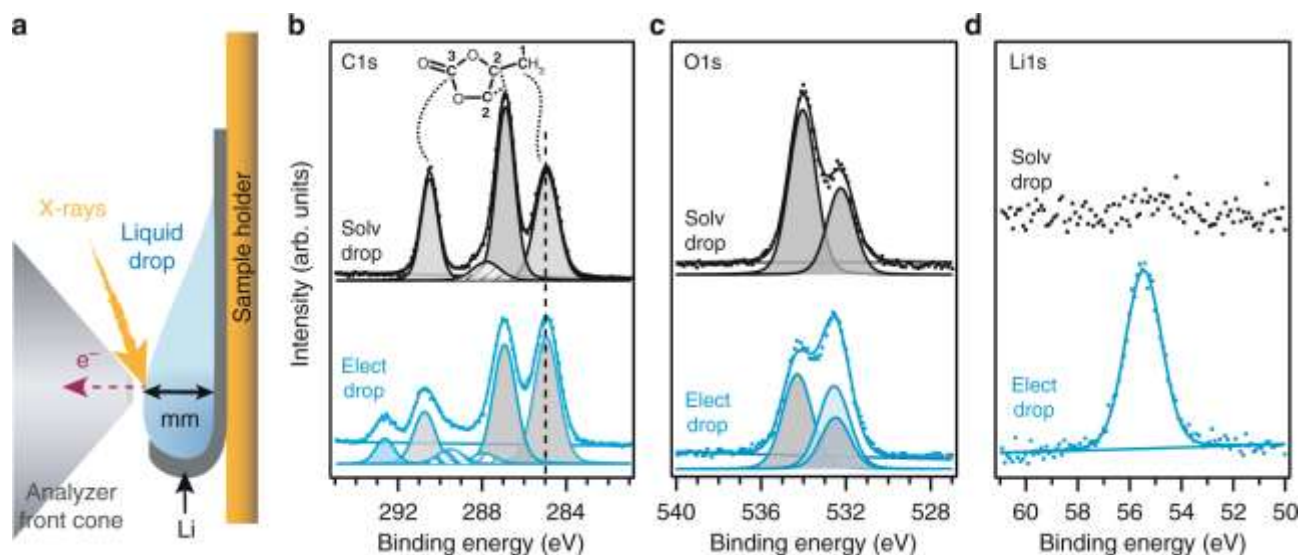 a
X-rays
Liquid
drop
Sample holder
e–
mm
Analyzer
front cone
Li
b
C1s
3
O
2
1
O
C
C
CH3
O
C
2
Solv
drop
Elect
drop
Intensity (arb. units)
292 288 284
Binding energy (eV)
c
O1s
Solv
drop
Elect
drop
540 536 532 528
Binding energy (eV)
d
Li1s
Solv
drop
Elect
drop
60 58 56 54 52 50
Binding energy (eV)